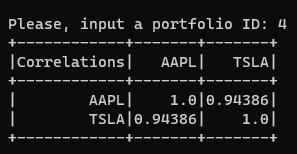 Please, input a portfolio ID: 4
+------------+-------+-------+
|Correlations|   AAPL|   TSLA|
+------------+-------+-------+
|        AAPL|    1.0|0.94386|
|        TSLA|0.94386|    1.0|
+------------+-------+-------+